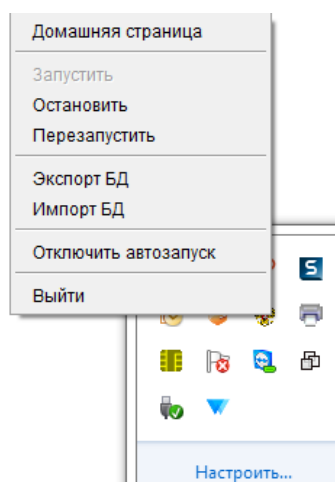 Домашняя страница
Запустить
Остановить
Перезапустить
Экспорт БД
Импорт БД
Отключить автозапуск
Выйти
Настроить...